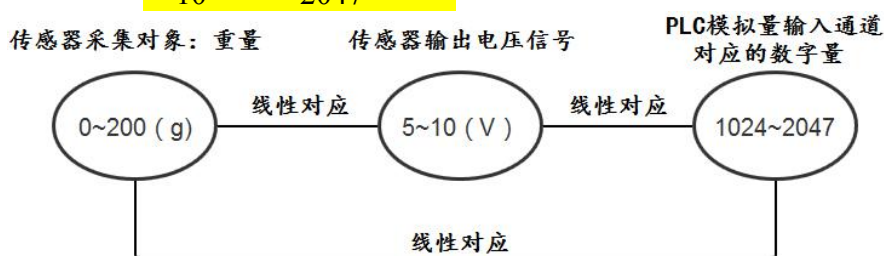 10 2047
传感器采集对象：重量
传感器输出电压信号
PLC模拟量输入通道
对应的数字量
0~200（g)
线性对应
5~10（V）
线性对应
1024~2047
线性对应